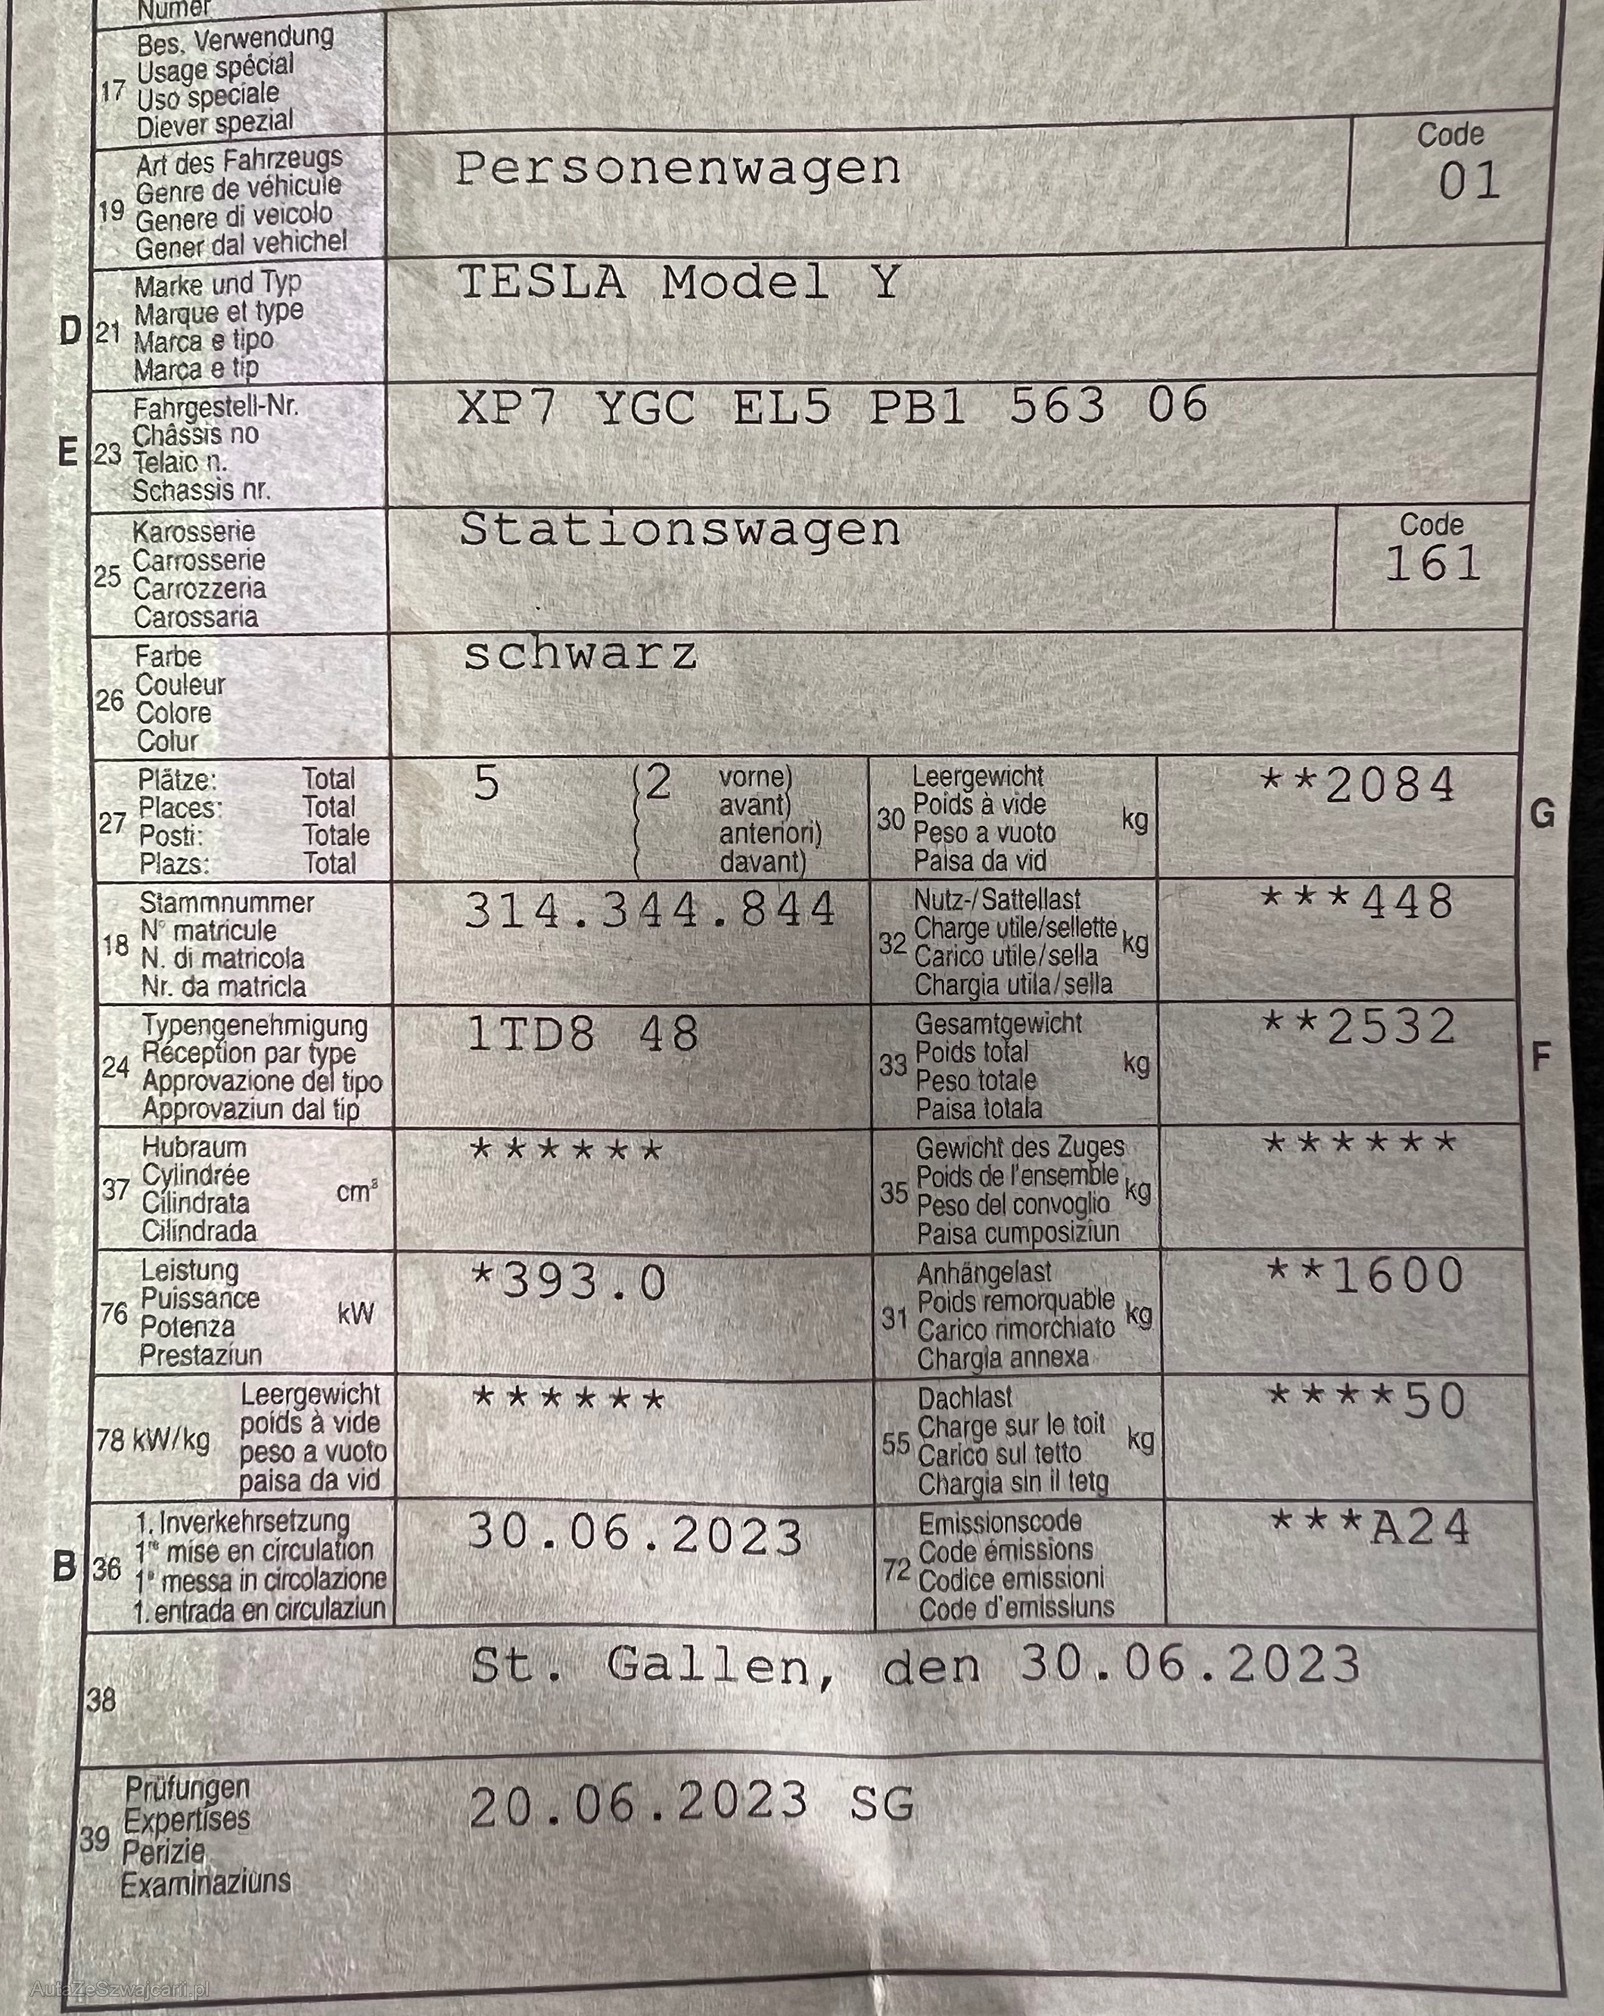 Numer
17 Bes. Verwendung
Usage spécial
Uso speciale
Diever spezial
19 Art des Fahrzeugs
Genre de véhicule
Genere di veicolo
Gener dal vehichel
Personenwagen
Code
01
D 21 Marke und Typ
Marque et type
Marca e tipo
Marca e tip
TESLA Model Y
E 23 Fahrgestell-Nr.
Châssis no
Telaio n.
Schassis nr.
XP7 YGC EL5 PB1 563 06
25 Karosserie
Carrosserie
Carrozzeria
Carossaria
Stationswagen
Code
161
26 Farbe
Couleur
Colore
Colur
schwarz
27 Plätze: Total
Places: Total
Posti: Totale
Plazs: Total
5 (2 vorne)
( avant)
( anteriori)
( davant)
30 Leergewicht
Poids à vide
Peso a vuoto
Paisa da vid
kg
**2084
G
18 Stammnummer
N° matricule
N. di matricola
Nr. da matricla
314.344.844
32 Nutz-/Sattellast
Charge utile/sellette
Carico utile/sella
Chargia utila/sella
kg
***448
24 Typengenehmigung
Réception par type
Approvazione del tipo
Approvaziun dal tip
1TD8 48
33 Gesamtgewicht
Poids total
Peso totale
Paisa totala
kg
**2532
F
37 Hubraum
Cylindrée
Cilindrata
Cilindrada
cm³
******
35 Gewicht des Zuges
Poids de l'ensemble
Peso del convoglio
Paisa cumposiziun
kg
******
76 Leistung
Puissance
Potenza
Prestaziun
kW
*393.0
31 Anhängelast
Poids remorquable
Carico rimorchiato
Chargia annexa
kg
**1600
78 kW/kg Leergewicht
poids à vide
peso a vuoto
paisa da vid
******
55 Dachlast
Charge sur le toit
Carico sul tetto
Chargia sin il tetg
kg
****50
B 36 1. Inverkehrsetzung
1re mise en circulation
1a messa in circolazione
1. entrada en circulaziun
30.06.2023
72 Emissionscode
Code émissions
Codice emissioni
Code d'emissiuns
***A24
38 St. Gallen, den 30.06.2023
39 Prüfungen
Expertises
Perizie
Examinaziuns
20.06.2023 SG
AutaZeSzwajcarii.pl